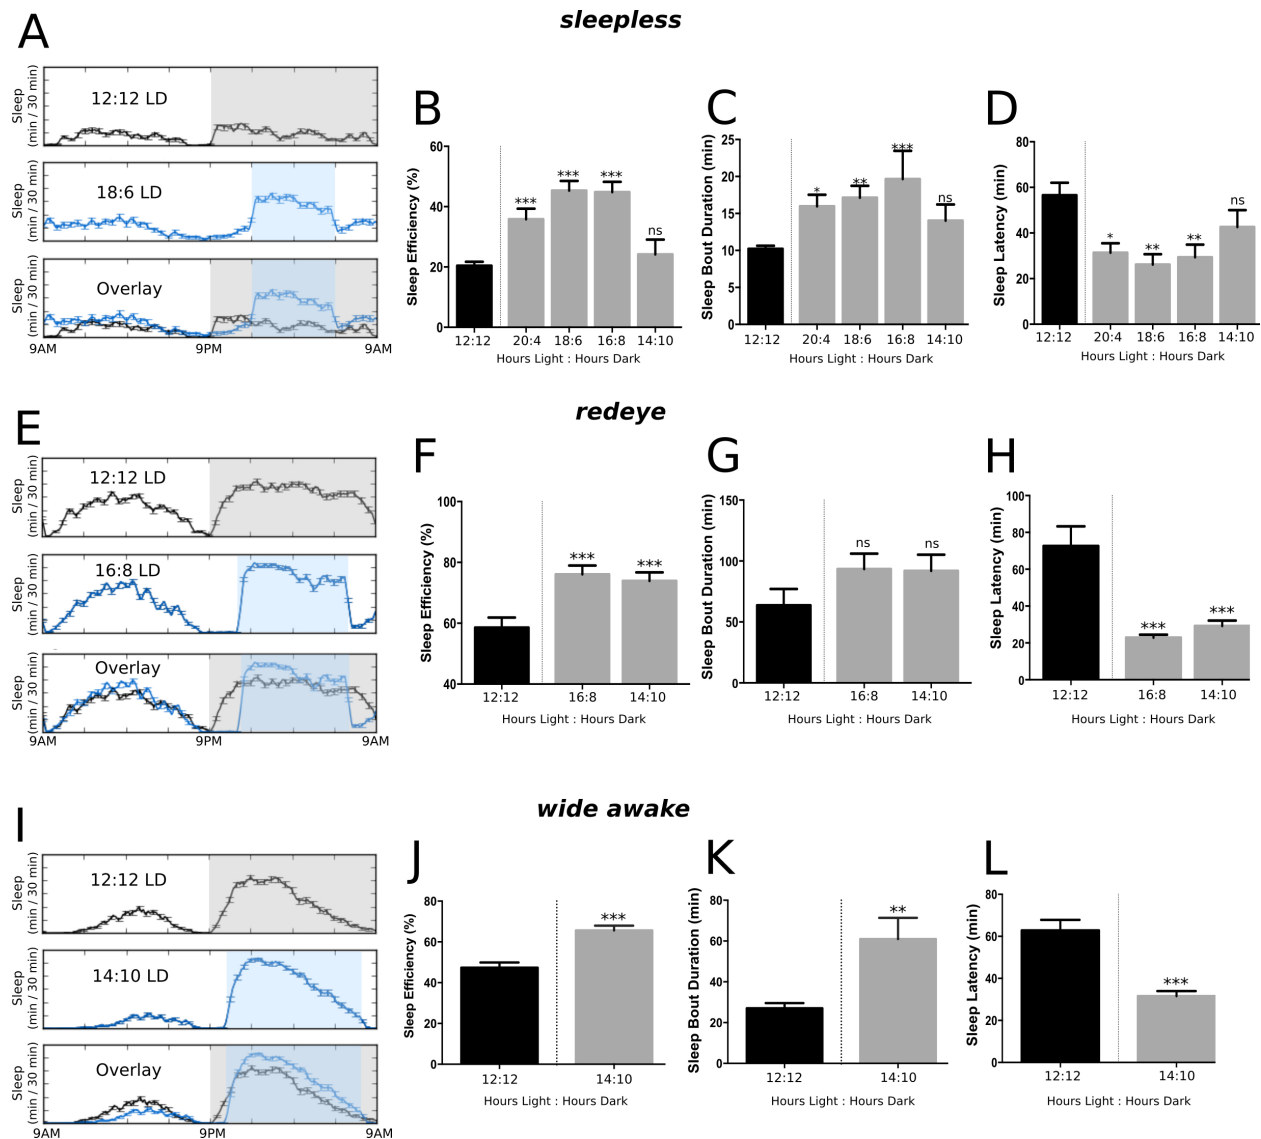 sleepless
A
Sleep
(min / 30 min)
12:12 LD
Sleep
(min / 30 min)
18:6 LD
Sleep
(min / 30 min)
Overlay
9AM 9PM 9AM
B
Sleep Efficiency (%)
60
40
20
0
*** *** *** ns
12:12 20:4 18:6 16:8 14:10
Hours Light : Hours Dark
C
Sleep Bout Duration (min)
25
20
15
10
5
0
* ** *** ns
12:12 20:4 18:6 16:8 14:10
Hours Light : Hours Dark
D
Sleep Latency (min)
80
60
40
20
0
* ** ** ns
12:12 20:4 18:6 16:8 14:10
Hours Light : Hours Dark
redeye
E
Sleep
(min / 30 min)
12:12 LD
Sleep
(min / 30 min)
16:8 LD
Sleep
(min / 30 min)
Overlay
9AM 9PM 9AM
F
Sleep Efficiency (%)
100
80
60
40
*** ***
12:12 16:8 14:10
Hours Light : Hours Dark
G
Sleep Bout Duration (min)
150
100
50
0
ns ns
12:12 16:8 14:10
Hours Light : Hours Dark
H
Sleep Latency (min)
100
80
60
40
20
0
*** ***
12:12 16:8 14:10
Hours Light : Hours Dark
wide awake
I
Sleep
(min / 30 min)
12:12 LD
Sleep
(min / 30 min)
14:10 LD
Sleep
(min / 30 min)
Overlay
9AM 9PM 9AM
J
Sleep Efficiency (%)
80
60
40
20
0
***
12:12 14:10
Hours Light : Hours Dark
K
Sleep Bout Duration (min)
80
60
40
20
0
**
12:12 14:10
Hours Light : Hours Dark
L
Sleep Latency (min)
80
60
40
20
0
***
12:12 14:10
Hours Light : Hours Dark